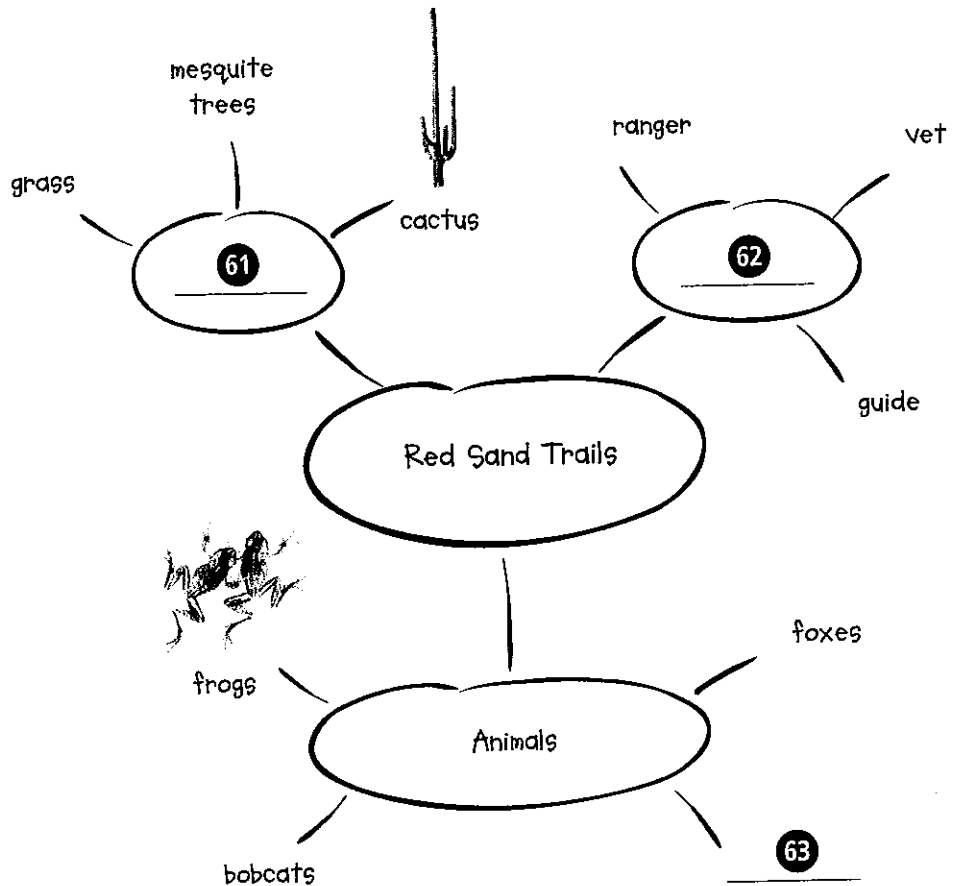 mesquite
trees
grass
cactus
61
ranger
vet
62
guide
Red Sand Trails
frogs
foxes
Animals
bobcats
63